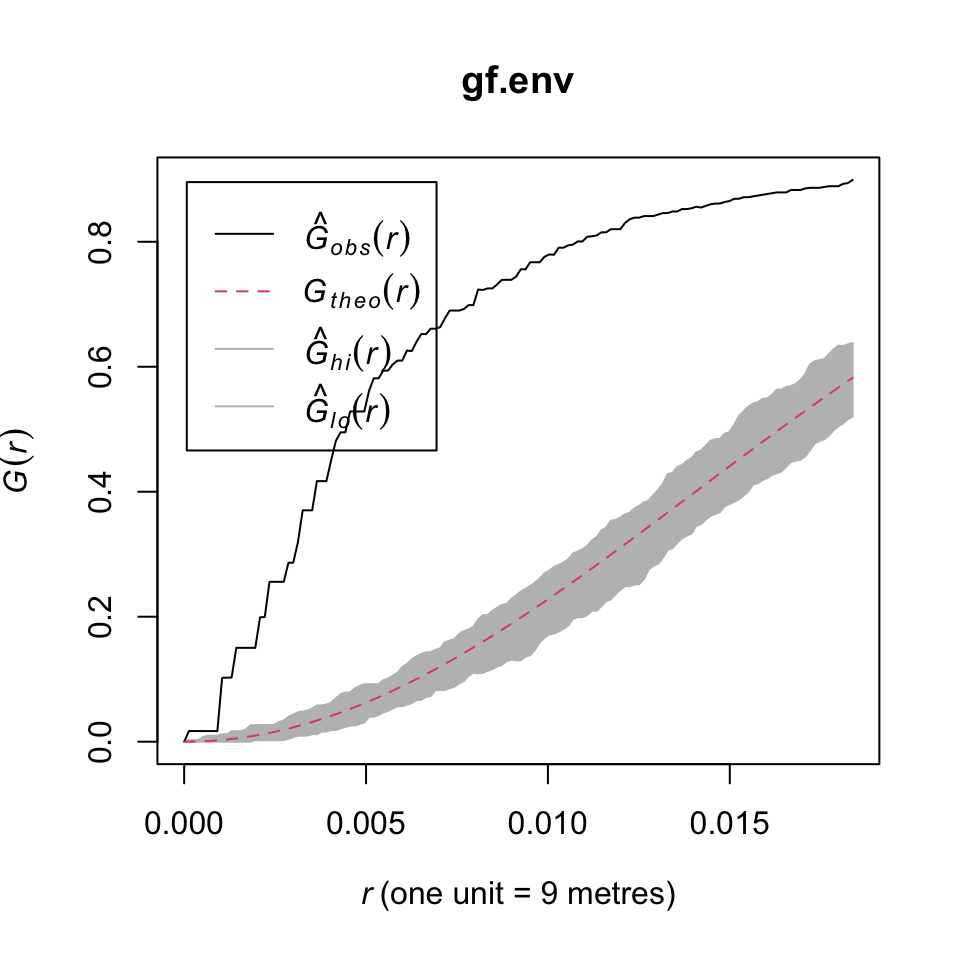 gf.env
Ĝobs(r)
Gtheo(r)
Ĝhi(r)
Ĝlo(r)
G(r)
0.8
0.6
0.4
0.2
0.0
0.000 0.005 0.010 0.015
r (one unit = 9 metres)